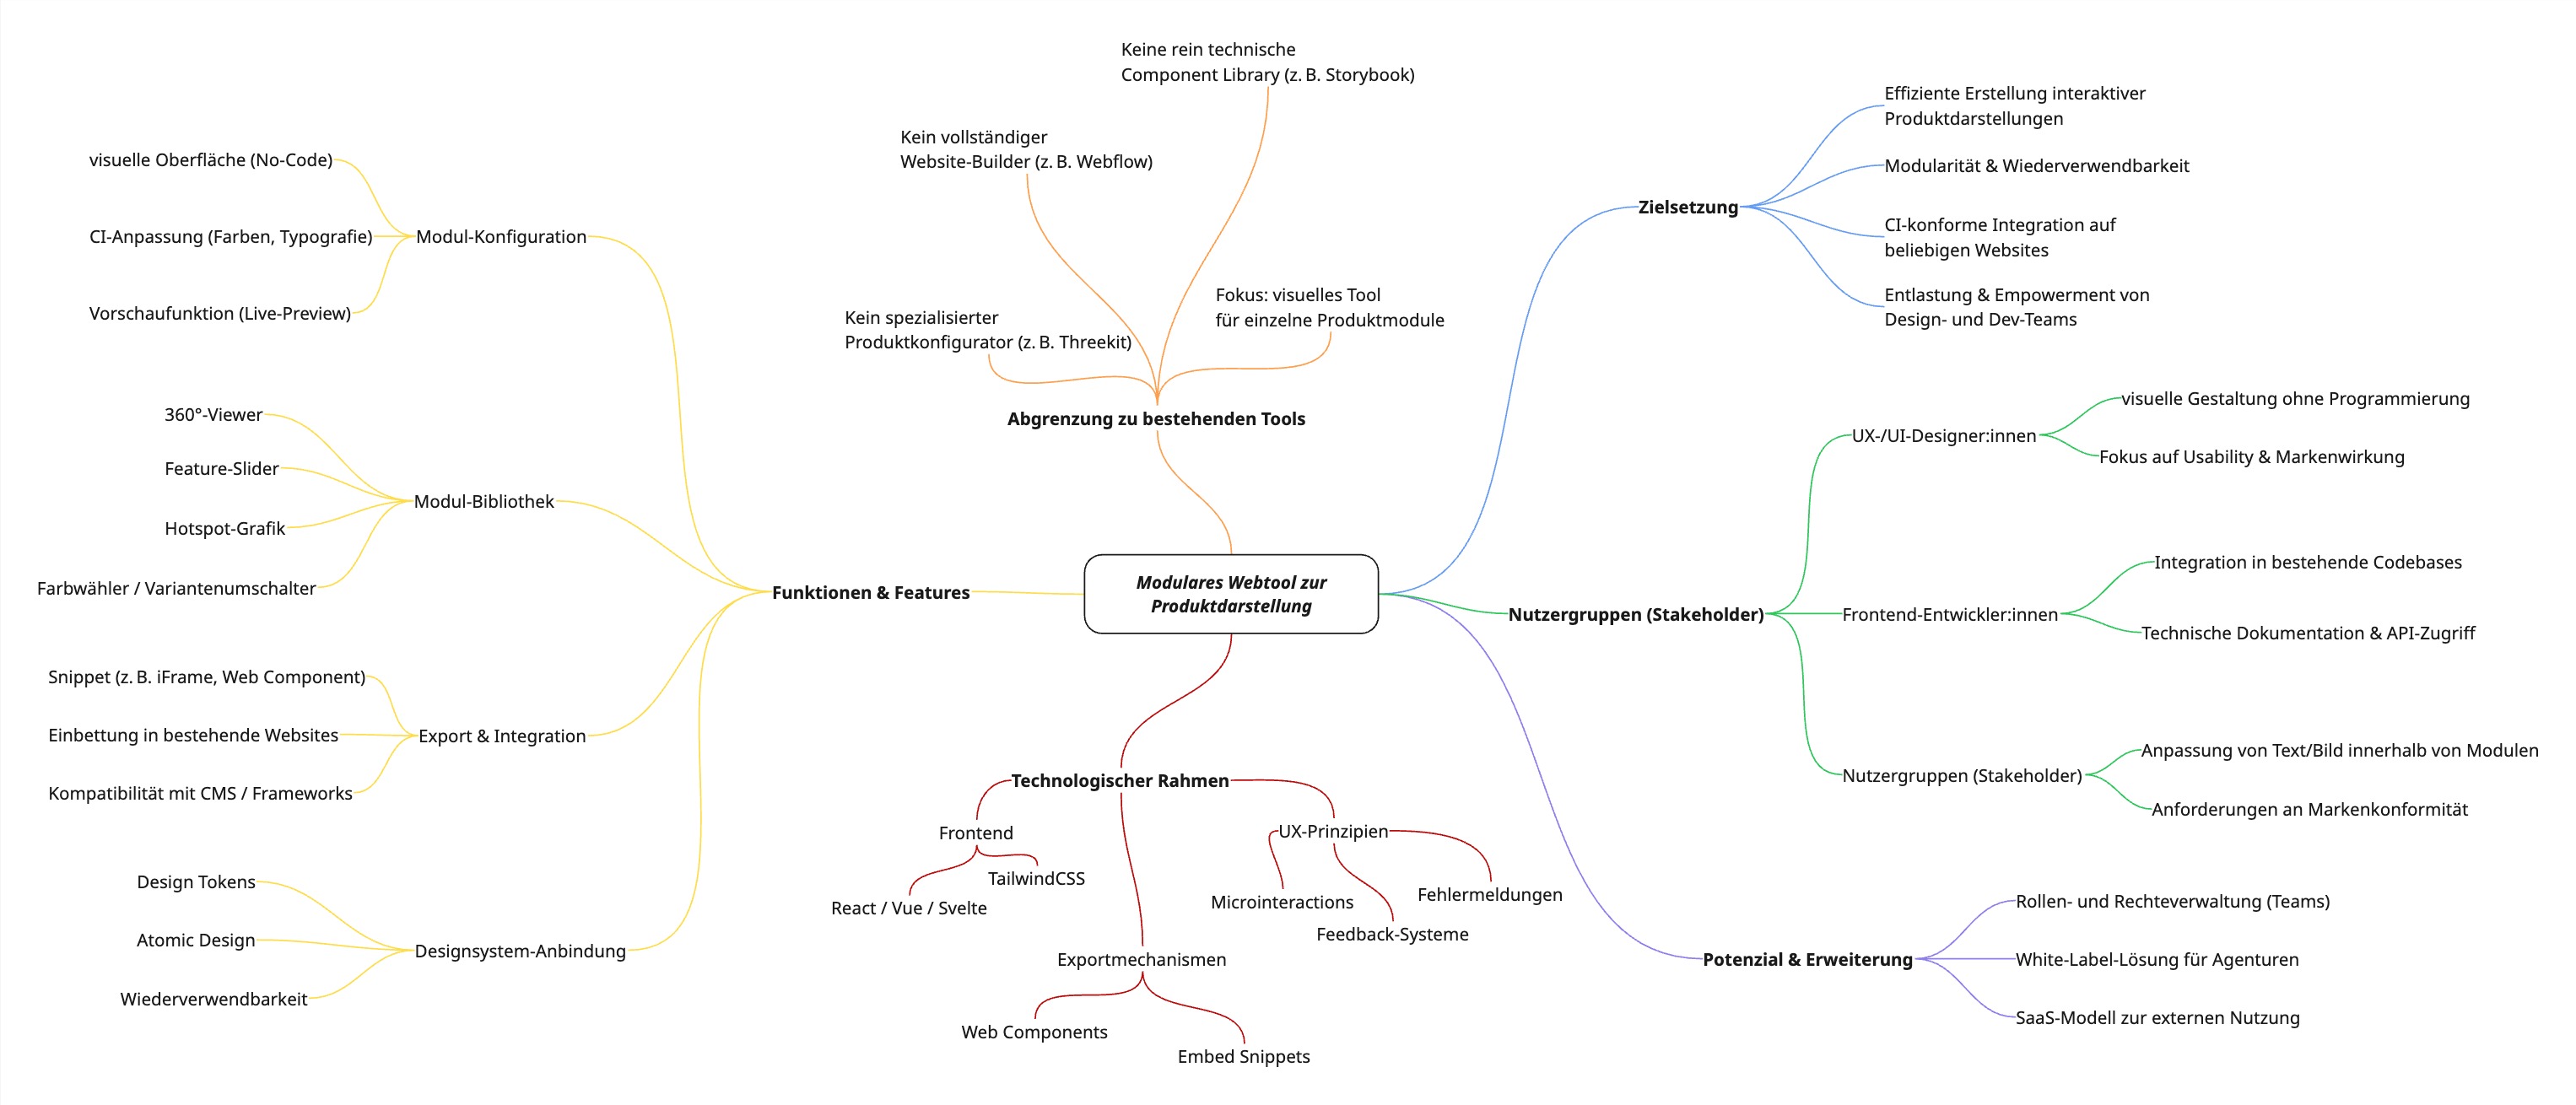 Modulares Webtool zur
Produktdarstellung
Abgrenzung zu bestehenden Tools
Keine rein technische
Component Library (z. B. Storybook)
Kein vollständiger
Website-Builder (z. B. Webflow)
Kein spezialisierter
Produktkonfigurator (z. B. Threekit)
Fokus: visuelles Tool
für einzelne Produktmodule
Zielsetzung
Effiziente Erstellung interaktiver
Produktdarstellungen
Modularität & Wiederverwendbarkeit
CI-konforme Integration auf
beliebigen Websites
Entlastung & Empowerment von
Design- und Dev-Teams
Nutzergruppen (Stakeholder)
UX-/UI-Designer:innen
visuelle Gestaltung ohne Programmierung
Fokus auf Usability & Markenwirkung
Frontend-Entwickler:innen
Integration in bestehende Codebases
Technische Dokumentation & API-Zugriff
Nutzergruppen (Stakeholder)
Anpassung von Text/Bild innerhalb von Modulen
Anforderungen an Markenkonformität
Potenzial & Erweiterung
Rollen- und Rechteverwaltung (Teams)
White-Label-Lösung für Agenturen
SaaS-Modell zur externen Nutzung
Technologischer Rahmen
Frontend
React / Vue / Svelte
TailwindCSS
Exportmechanismen
Web Components
Embed Snippets
UX-Prinzipien
Microinteractions
Feedback-Systeme
Fehlermeldungen
Funktionen & Features
Modul-Konfiguration
visuelle Oberfläche (No-Code)
CI-Anpassung (Farben, Typografie)
Vorschaufunktion (Live-Preview)
Modul-Bibliothek
360°-Viewer
Feature-Slider
Hotspot-Grafik
Farbwähler / Variantenumschalter
Export & Integration
Snippet (z. B. iFrame, Web Component)
Einbettung in bestehende Websites
Kompatibilität mit CMS / Frameworks
Designsystem-Anbindung
Design Tokens
Atomic Design
Wiederverwendbarkeit